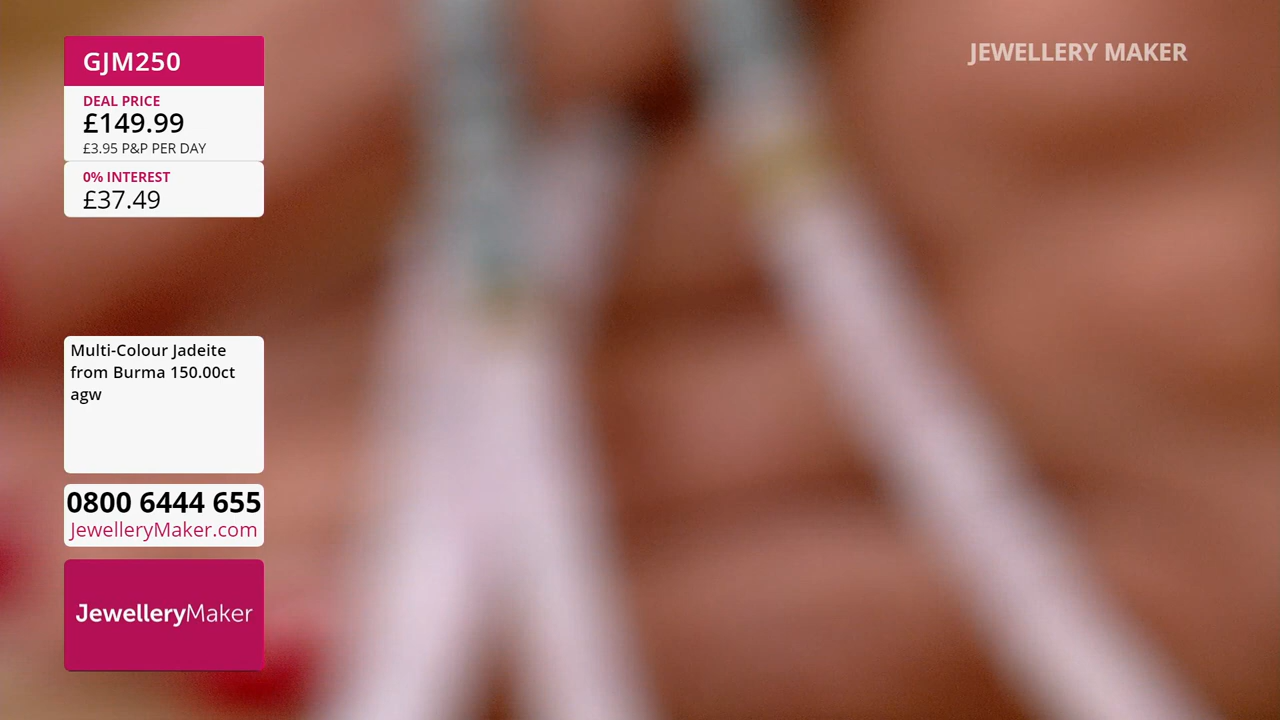 GJM250
DEAL PRICE
£149.99
£3.95 P&P PER DAY
0% INTEREST
£37.49
Multi-Colour Jadeite
from Burma 150.00ct
agw
0800 6444 655
JewelleryMaker.com
JewelleryMaker
JEWELLERY MAKER